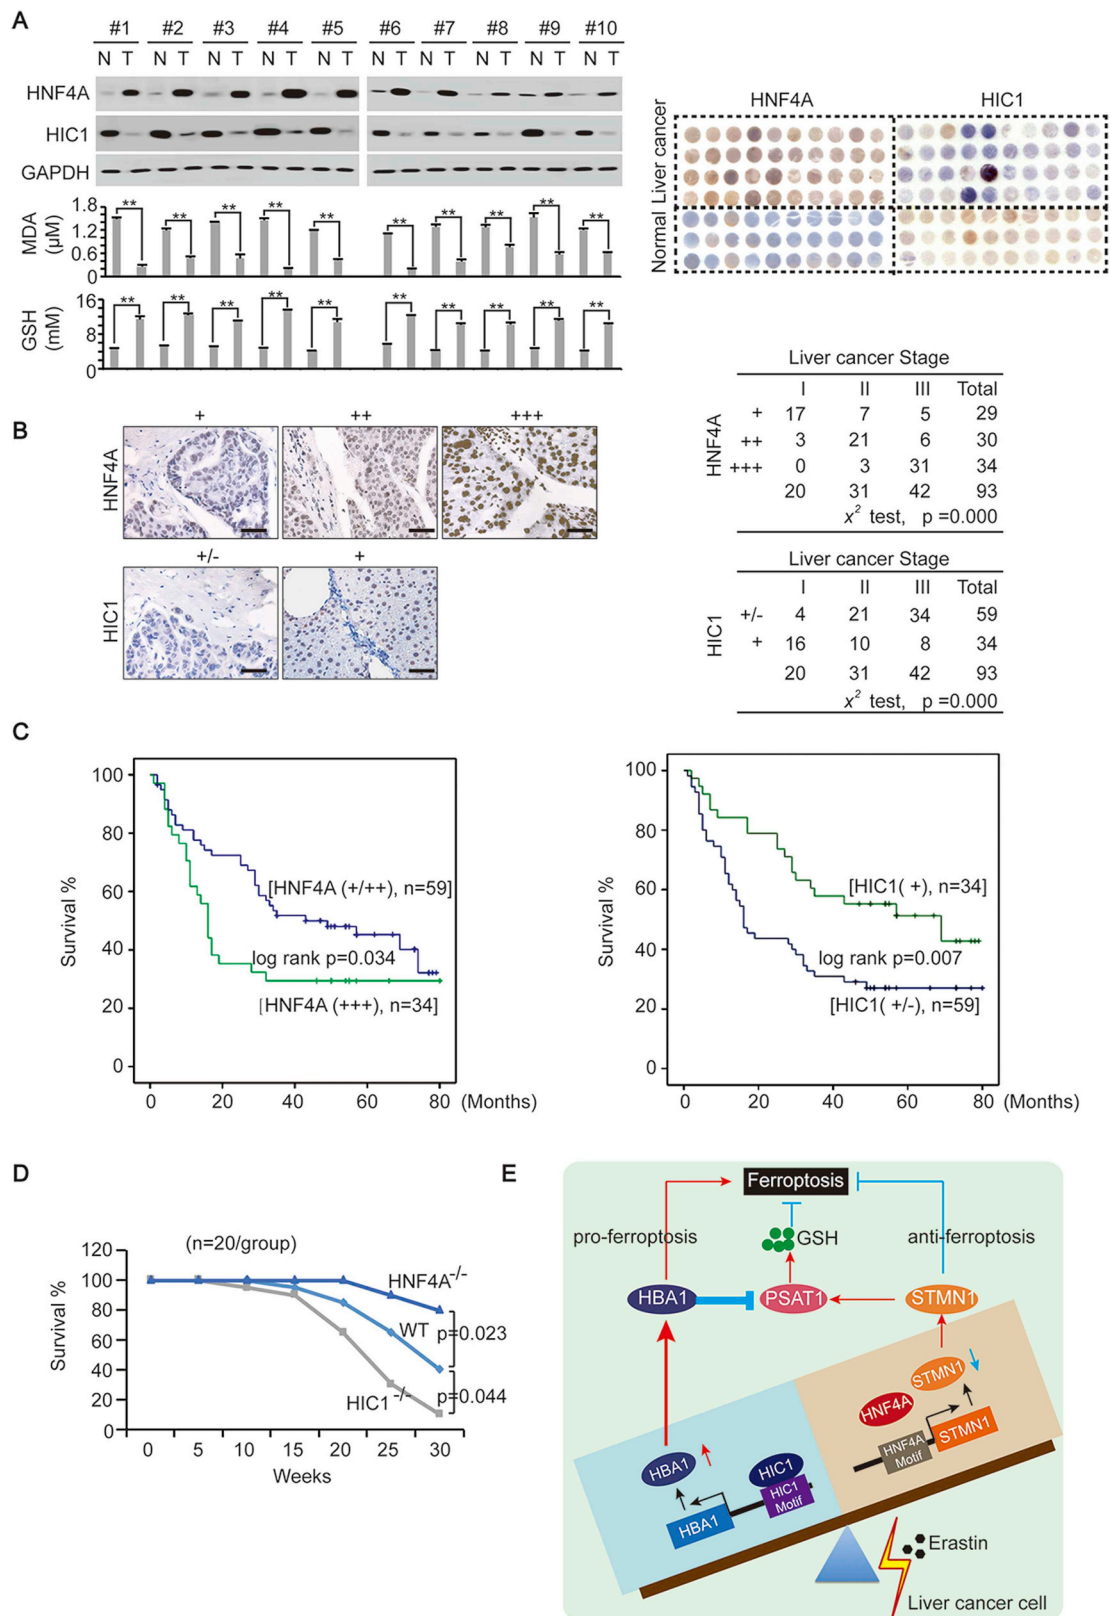 A
#1 #2 #3 #4 #5 #6 #7 #8 #9 #10
N T N T N T N T N T N T N T N T N T N T
HNF4A
HIC1
GAPDH
MDA
(μM)
1.8
1.2
0.6
0
** ** ** ** ** ** ** ** ** **
GSH
(mM)
16
8
0
** ** ** ** ** ** ** ** ** **
HNF4A HIC1
Liver cancer
Normal
Liver cancer Stage
I II III Total
HNF4A
+ 17 7 5 29
++ 3 21 6 30
+++ 0 3 31 34
20 31 42 93
x² test, p =0.000
Liver cancer Stage
I II III Total
HIC1
+/- 4 21 34 59
+ 16 10 8 34
20 31 42 93
x² test, p =0.000
B
+ ++ +++
HNF4A
+/- +
HIC1
C
Survival %
100
80
60
40
20
0
[HNF4A (+/++), n=59]
log rank p=0.034
[HNF4A (+++), n=34]
0 20 40 60 80 (Months)
Survival %
100
80
60
40
20
0
[HIC1( +), n=34]
log rank p=0.007
[HIC1( +/-), n=59]
0 20 40 60 80 (Months)
D
(n=20/group)
Survival %
120
100
80
60
40
20
0
HNF4A-/-
WT
p=0.023
HIC1-/-
p=0.044
0 5 10 15 20 25 30
Weeks
E
Ferroptosis
pro-ferroptosis
GSH
anti-ferroptosis
HBA1
PSAT1
STMN1
STMN1
HNF4A
HNF4A
Motif
STMN1
HBA1
HIC1
HIC1
Motif
HBA1
Erastin
Liver cancer cell